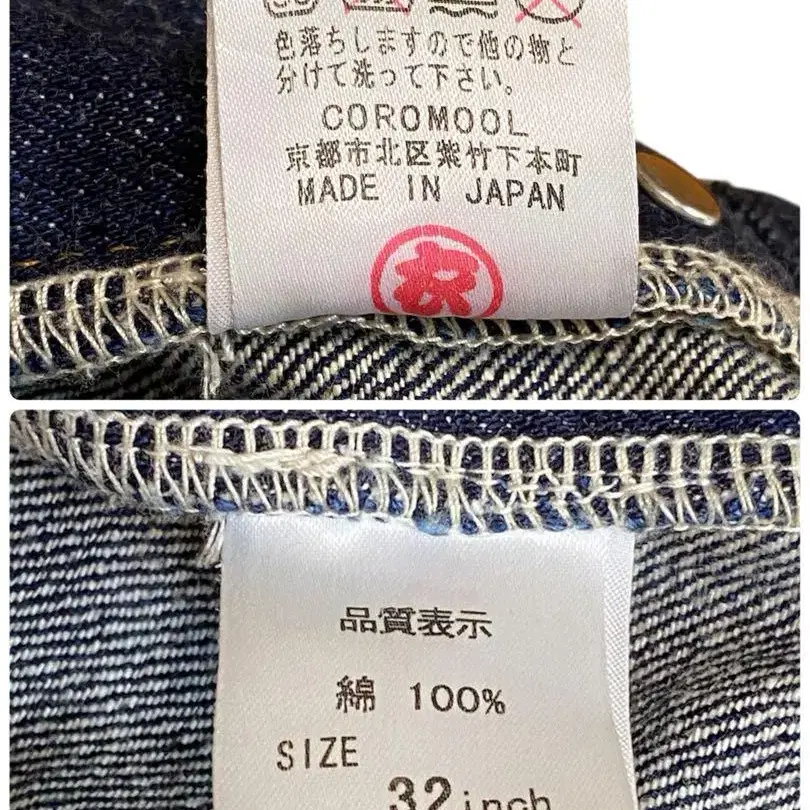 色落ちしますので他の物と
分けて洗って下さい。
COROMOOL
京都市北区紫竹下本町
MADE IN JAPAN
品質表示
綿 100%
SIZE
32inch